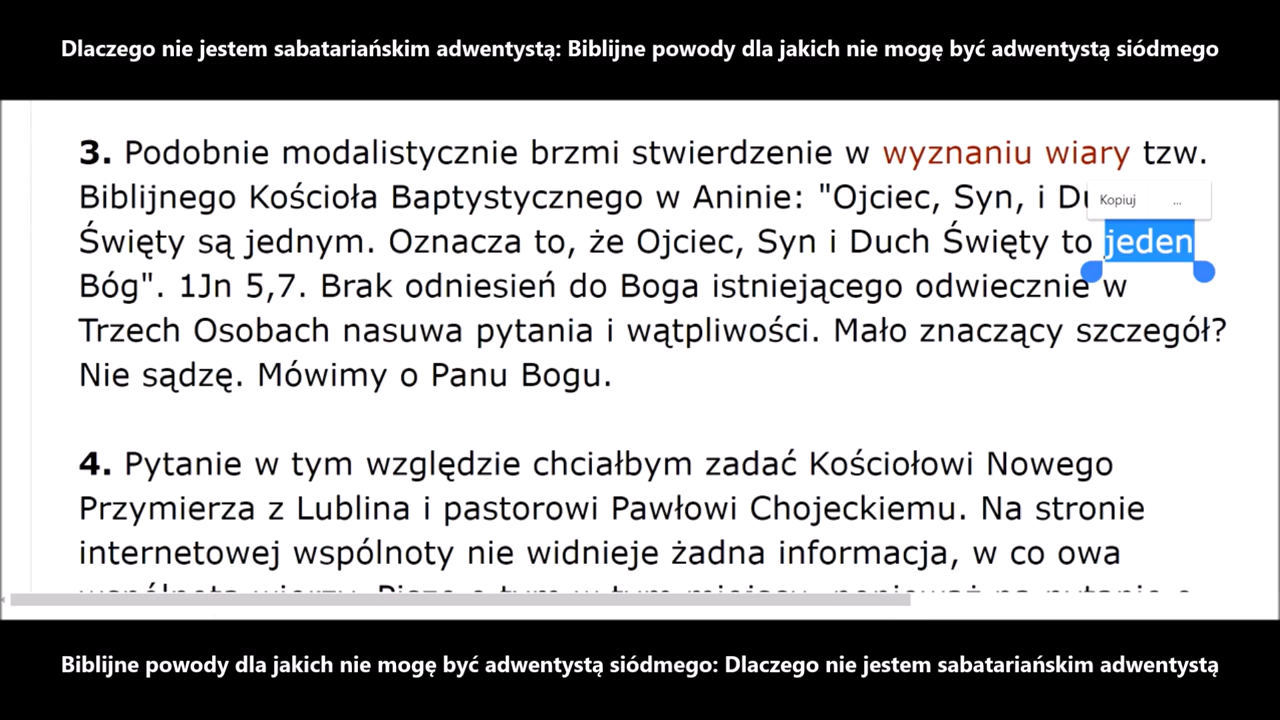 Dlaczego nie jestem sabatariańskim adwentystą: Biblijne powody dla jakich nie mogę być adwentystą siódmego
3. Podobnie modalistycznie brzmi stwierdzenie w wyznaniu wiary tzw.
Biblijnego Kościoła Baptystycznego w Aninie: "Ojciec, Syn, i
Kopiuj ...
Święty są jednym. Oznacza to, że Ojciec, Syn i Duch Święty to jeden
Bóg". 1Jn 5,7. Brak odniesień do Boga istniejącego odwiecznie w
Trzech Osobach nasuwa pytania i wątpliwości. Mało znaczący szczegół?
Nie sądzę. Mówimy o Panu Bogu.
4. Pytanie w tym względzie chciałbym zadać Kościołowi Nowego
Przymierza z Lublina i pastorowi Pawłowi Chojeckiemu. Na stronie
internetowej wspólnoty nie widnieje żadna informacja, w co owa
Biblijne powody dla jakich nie mogę być adwentystą siódmego: Dlaczego nie jestem sabatariańskim adwentystą